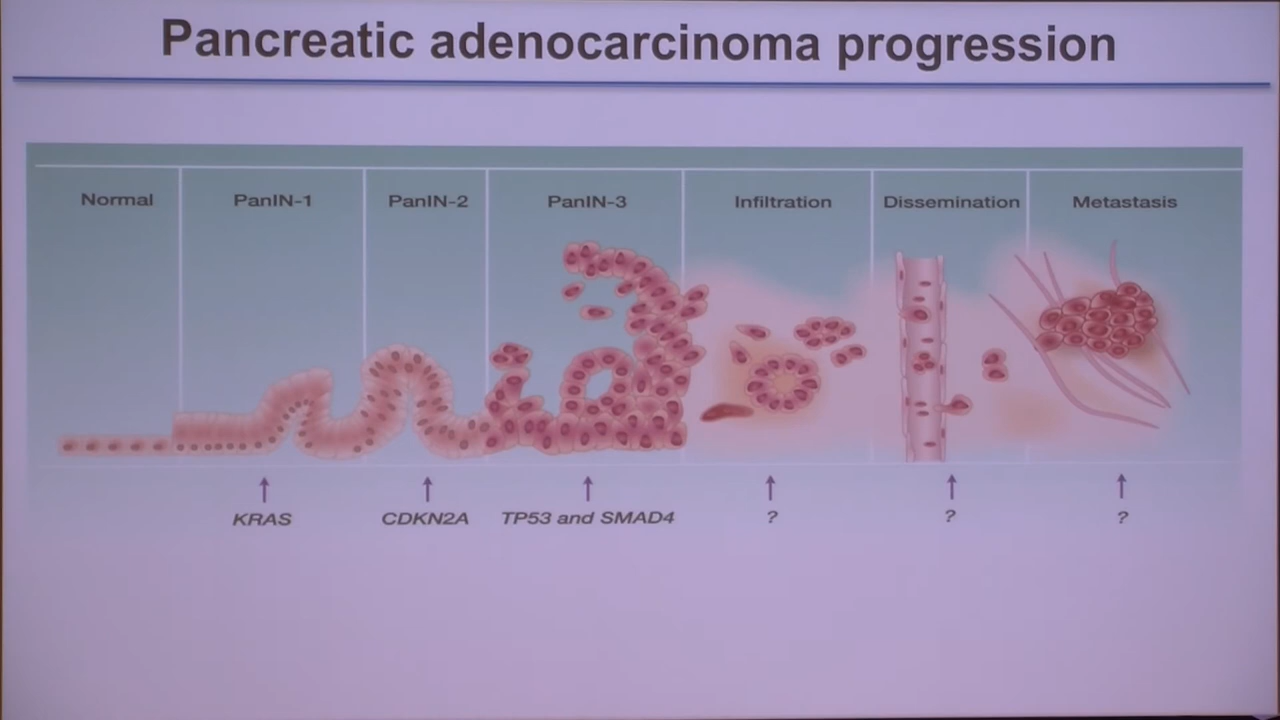 Pancreatic adenocarcinoma progression
Normal
PanIN-1
PanIN-2
PanIN-3
Infiltration
Dissemination
Metastasis
KRAS
CDKN2A
TP53 and SMAD4
?
?
?